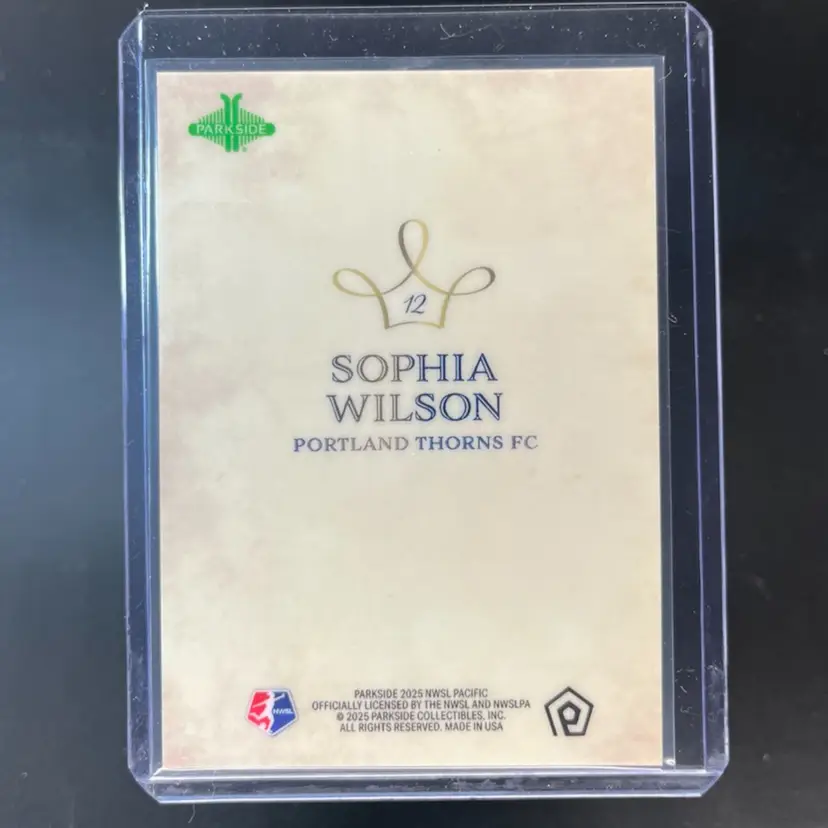 PARKSIDE
12
SOPHIA
WILSON
PORTLAND THORNS FC
NWSL
PARKSIDE 2025 NWSL PACIFIC
OFFICIALLY LICENSED BY THE NWSL AND NWSLPA
© 2025 PARKSIDE COLLECTIBLES, INC.
ALL RIGHTS RESERVED. MADE IN USA